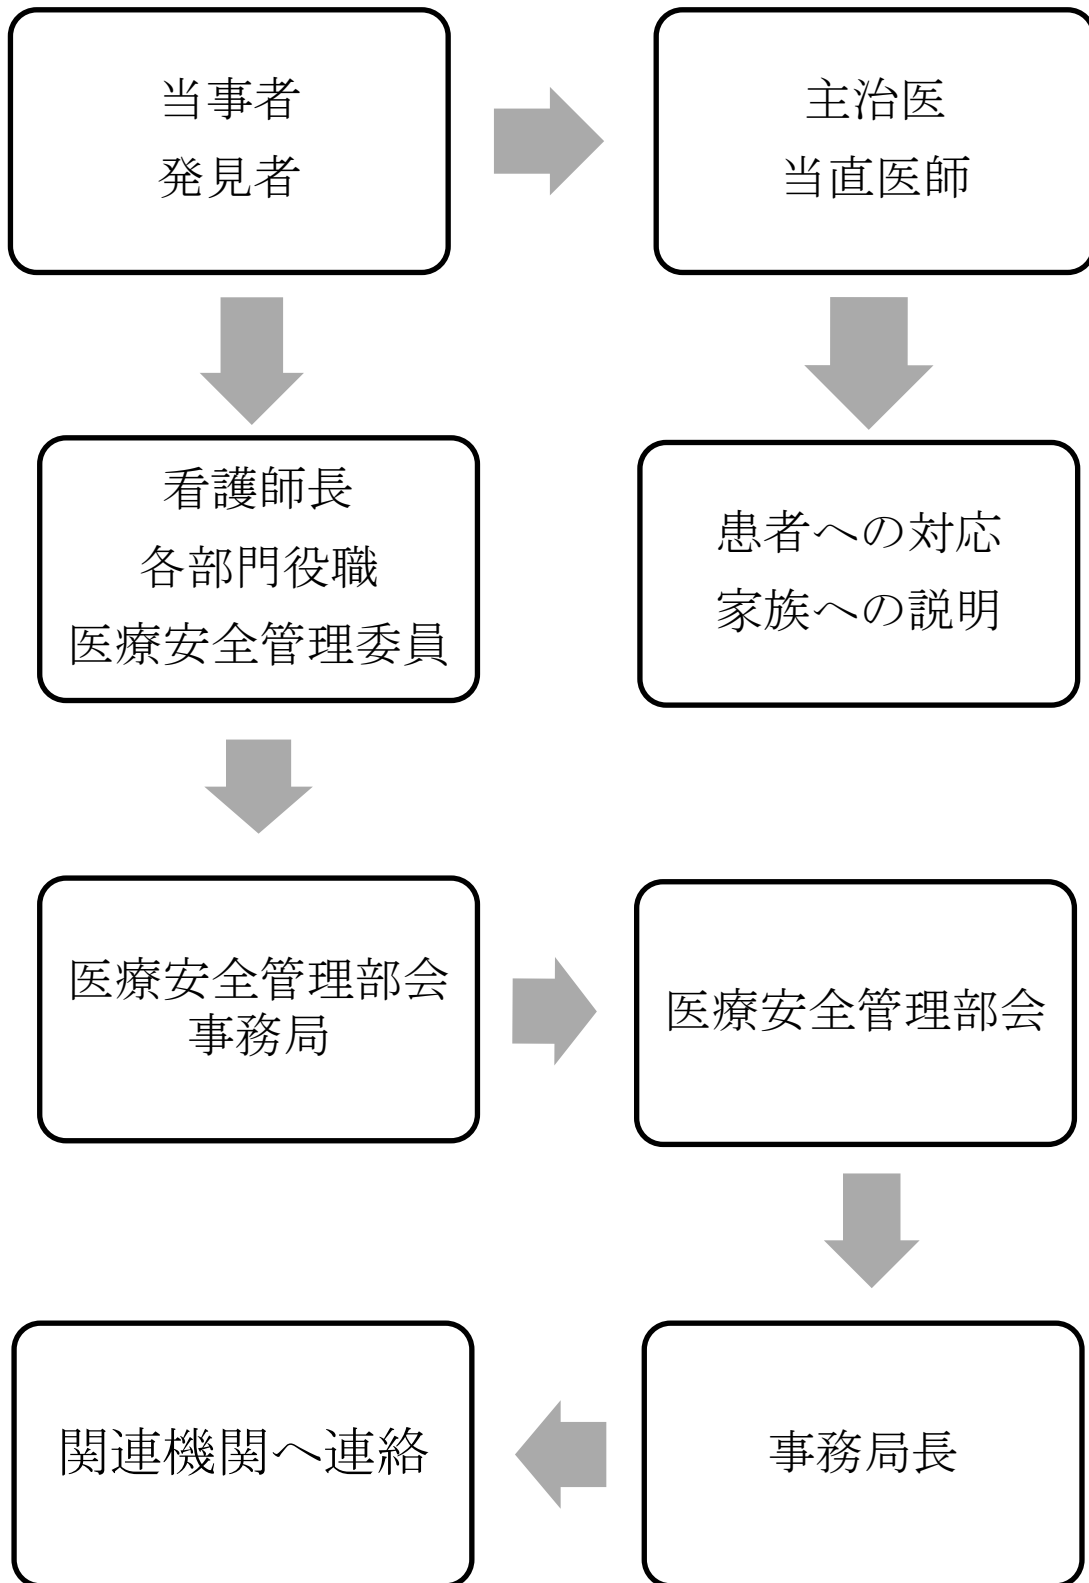 当事者
発見者
主治医
当直医師
看護師長
各部門役職
医療安全管理委員
患者への対応
家族への説明
医療安全管理部会
事務局
医療安全管理部会
関連機関へ連絡
事務局長